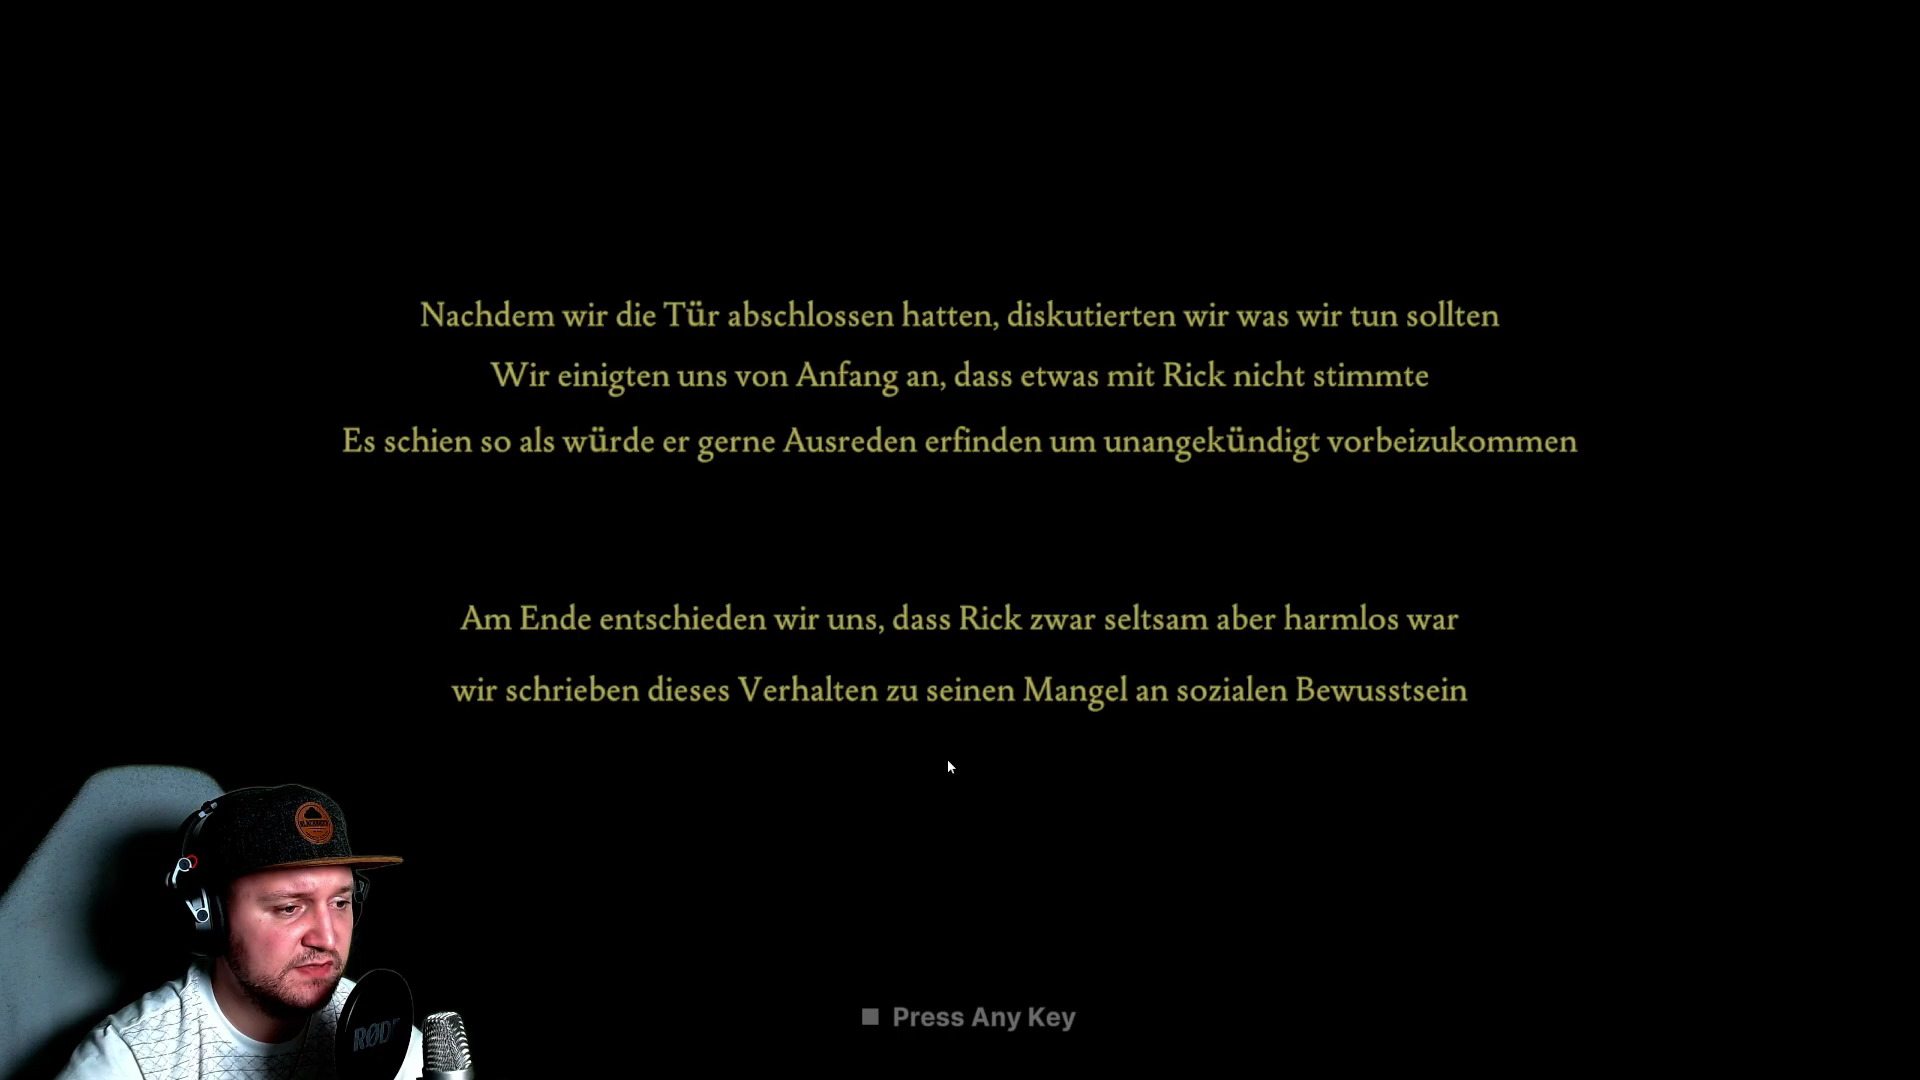 Nachdem wir die Tür abschlossen hatten, diskutierten wir was wir tun sollten
Wir einigten uns von Anfang an, dass etwas mit Rick nicht stimmte
Es schien so als würde er gerne Ausreden erfinden um unangekündigt vorbeizukommen
Am Ende entschieden wir uns, dass Rick zwar seltsam aber harmlos war
wir schrieben dieses Verhalten zu seinen Mangel an sozialen Bewusstsein
Press Any Key
RØDE